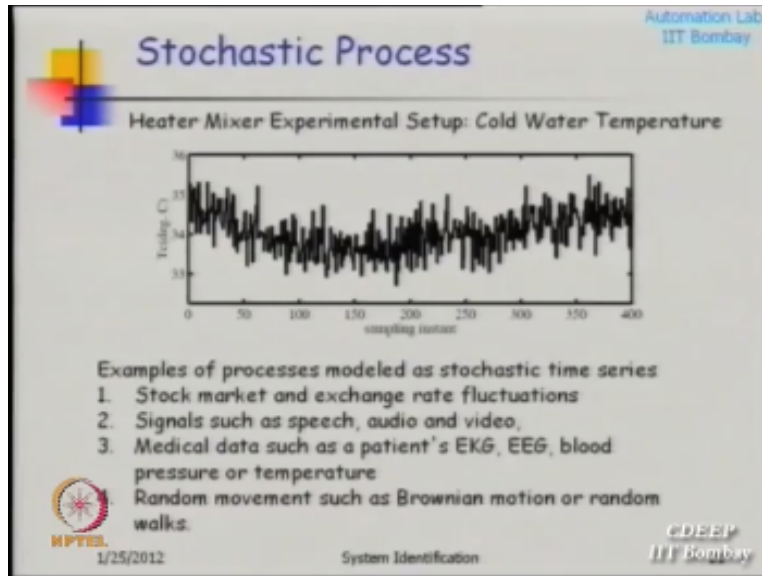 Automation Lab
IIT Bombay
Stochastic Process
Heater Mixer Experimental Setup: Cold Water Temperature
36
35
34
33
0 50 100 150 200 250 300 350 400
sampling instant
Examples of processes modeled as stochastic time series
1. Stock market and exchange rate fluctuations
2. Signals such as speech, audio and video,
3. Medical data such as a patient's EKG, EEG, blood
pressure or temperature
4. Random movement such as Brownian motion or random
walks.
NPTEL
CDEEP
IIT Bombay
1/25/2012
System Identification